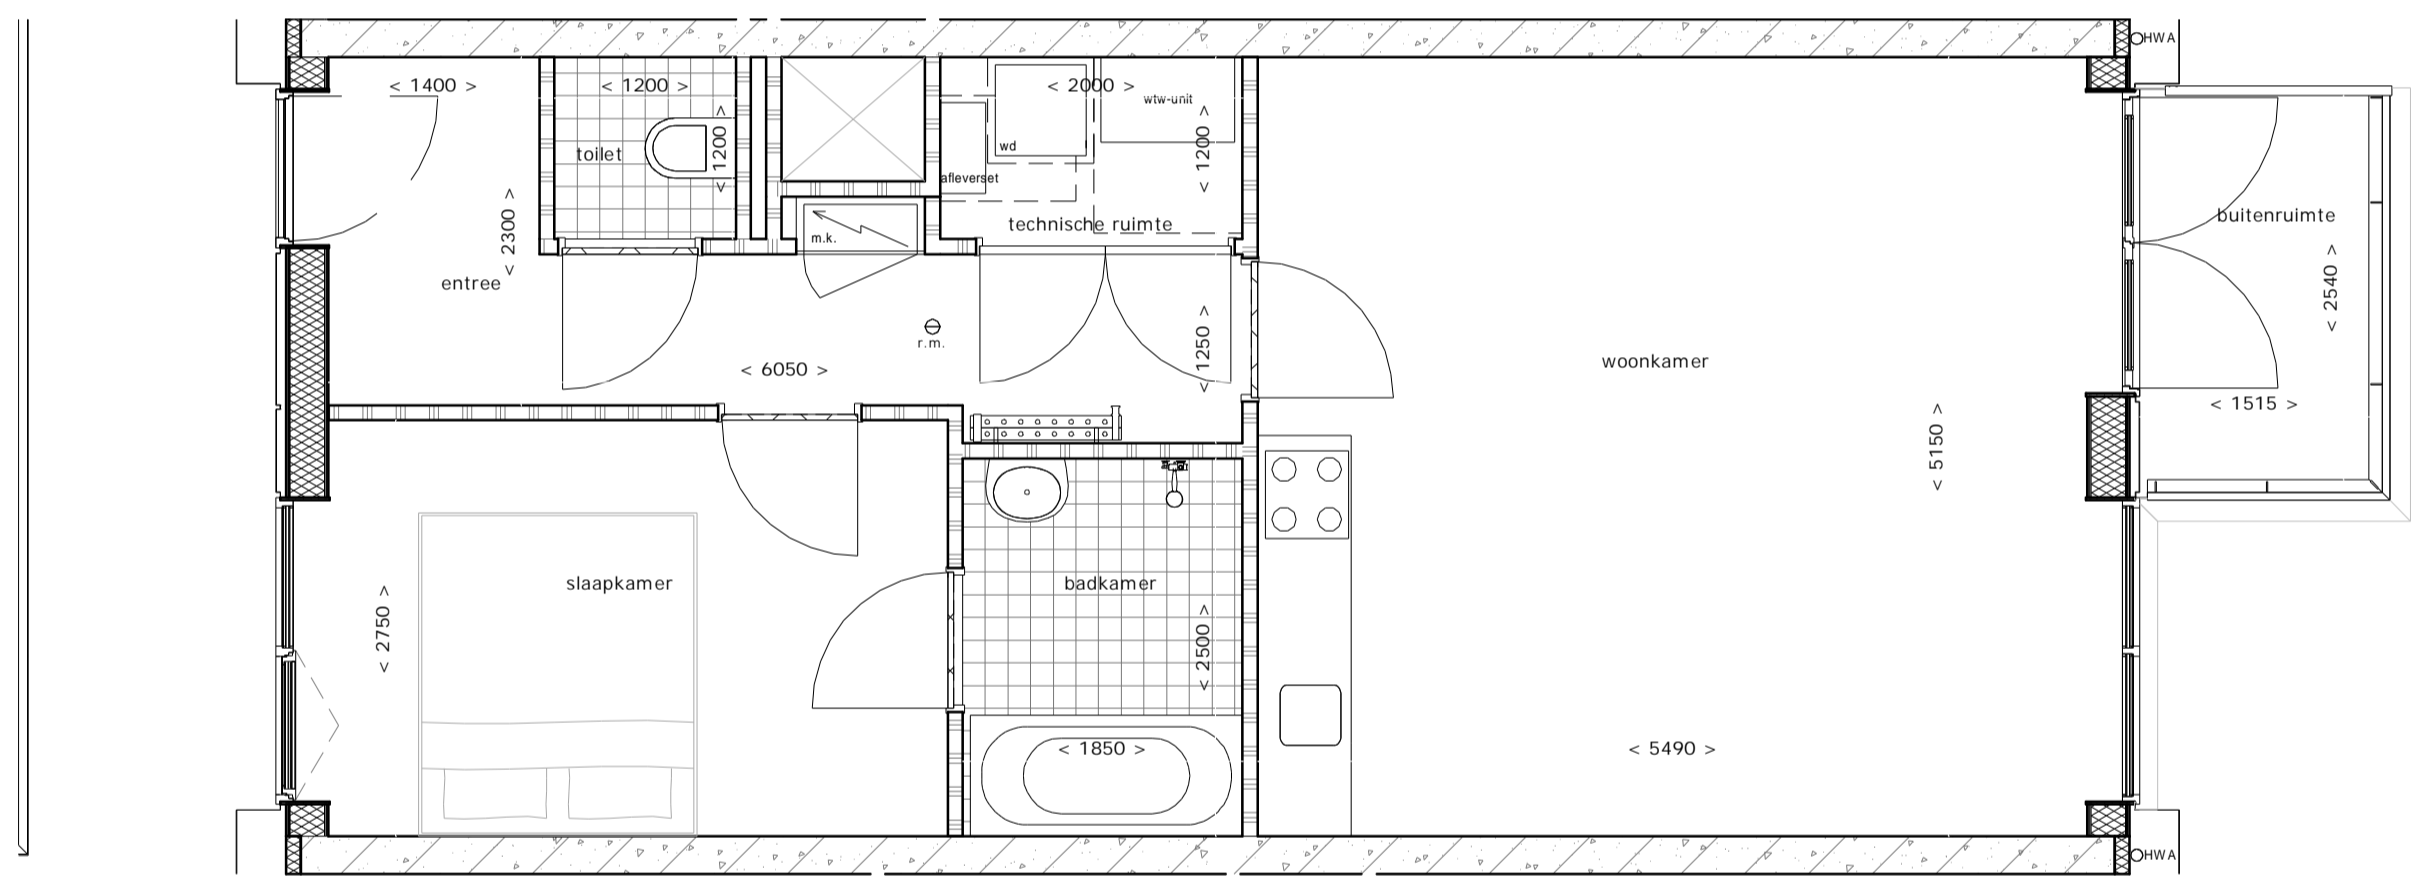 HWA
< 1400 >
< 1200 >
< 2000 >
wtw-unit
< 1200 >
< 1200 >
wd
toilet
afleverset
< 2300 >
technische ruimte
buitenruimte
m.k.
entree
< 2540 >
r.m.
< 1250 >
< 6050 >
woonkamer
< 1515 >
< 5150 >
slaapkamer
badkamer
< 2750 >
< 2500 >
< 1850 >
< 5490 >
HWA